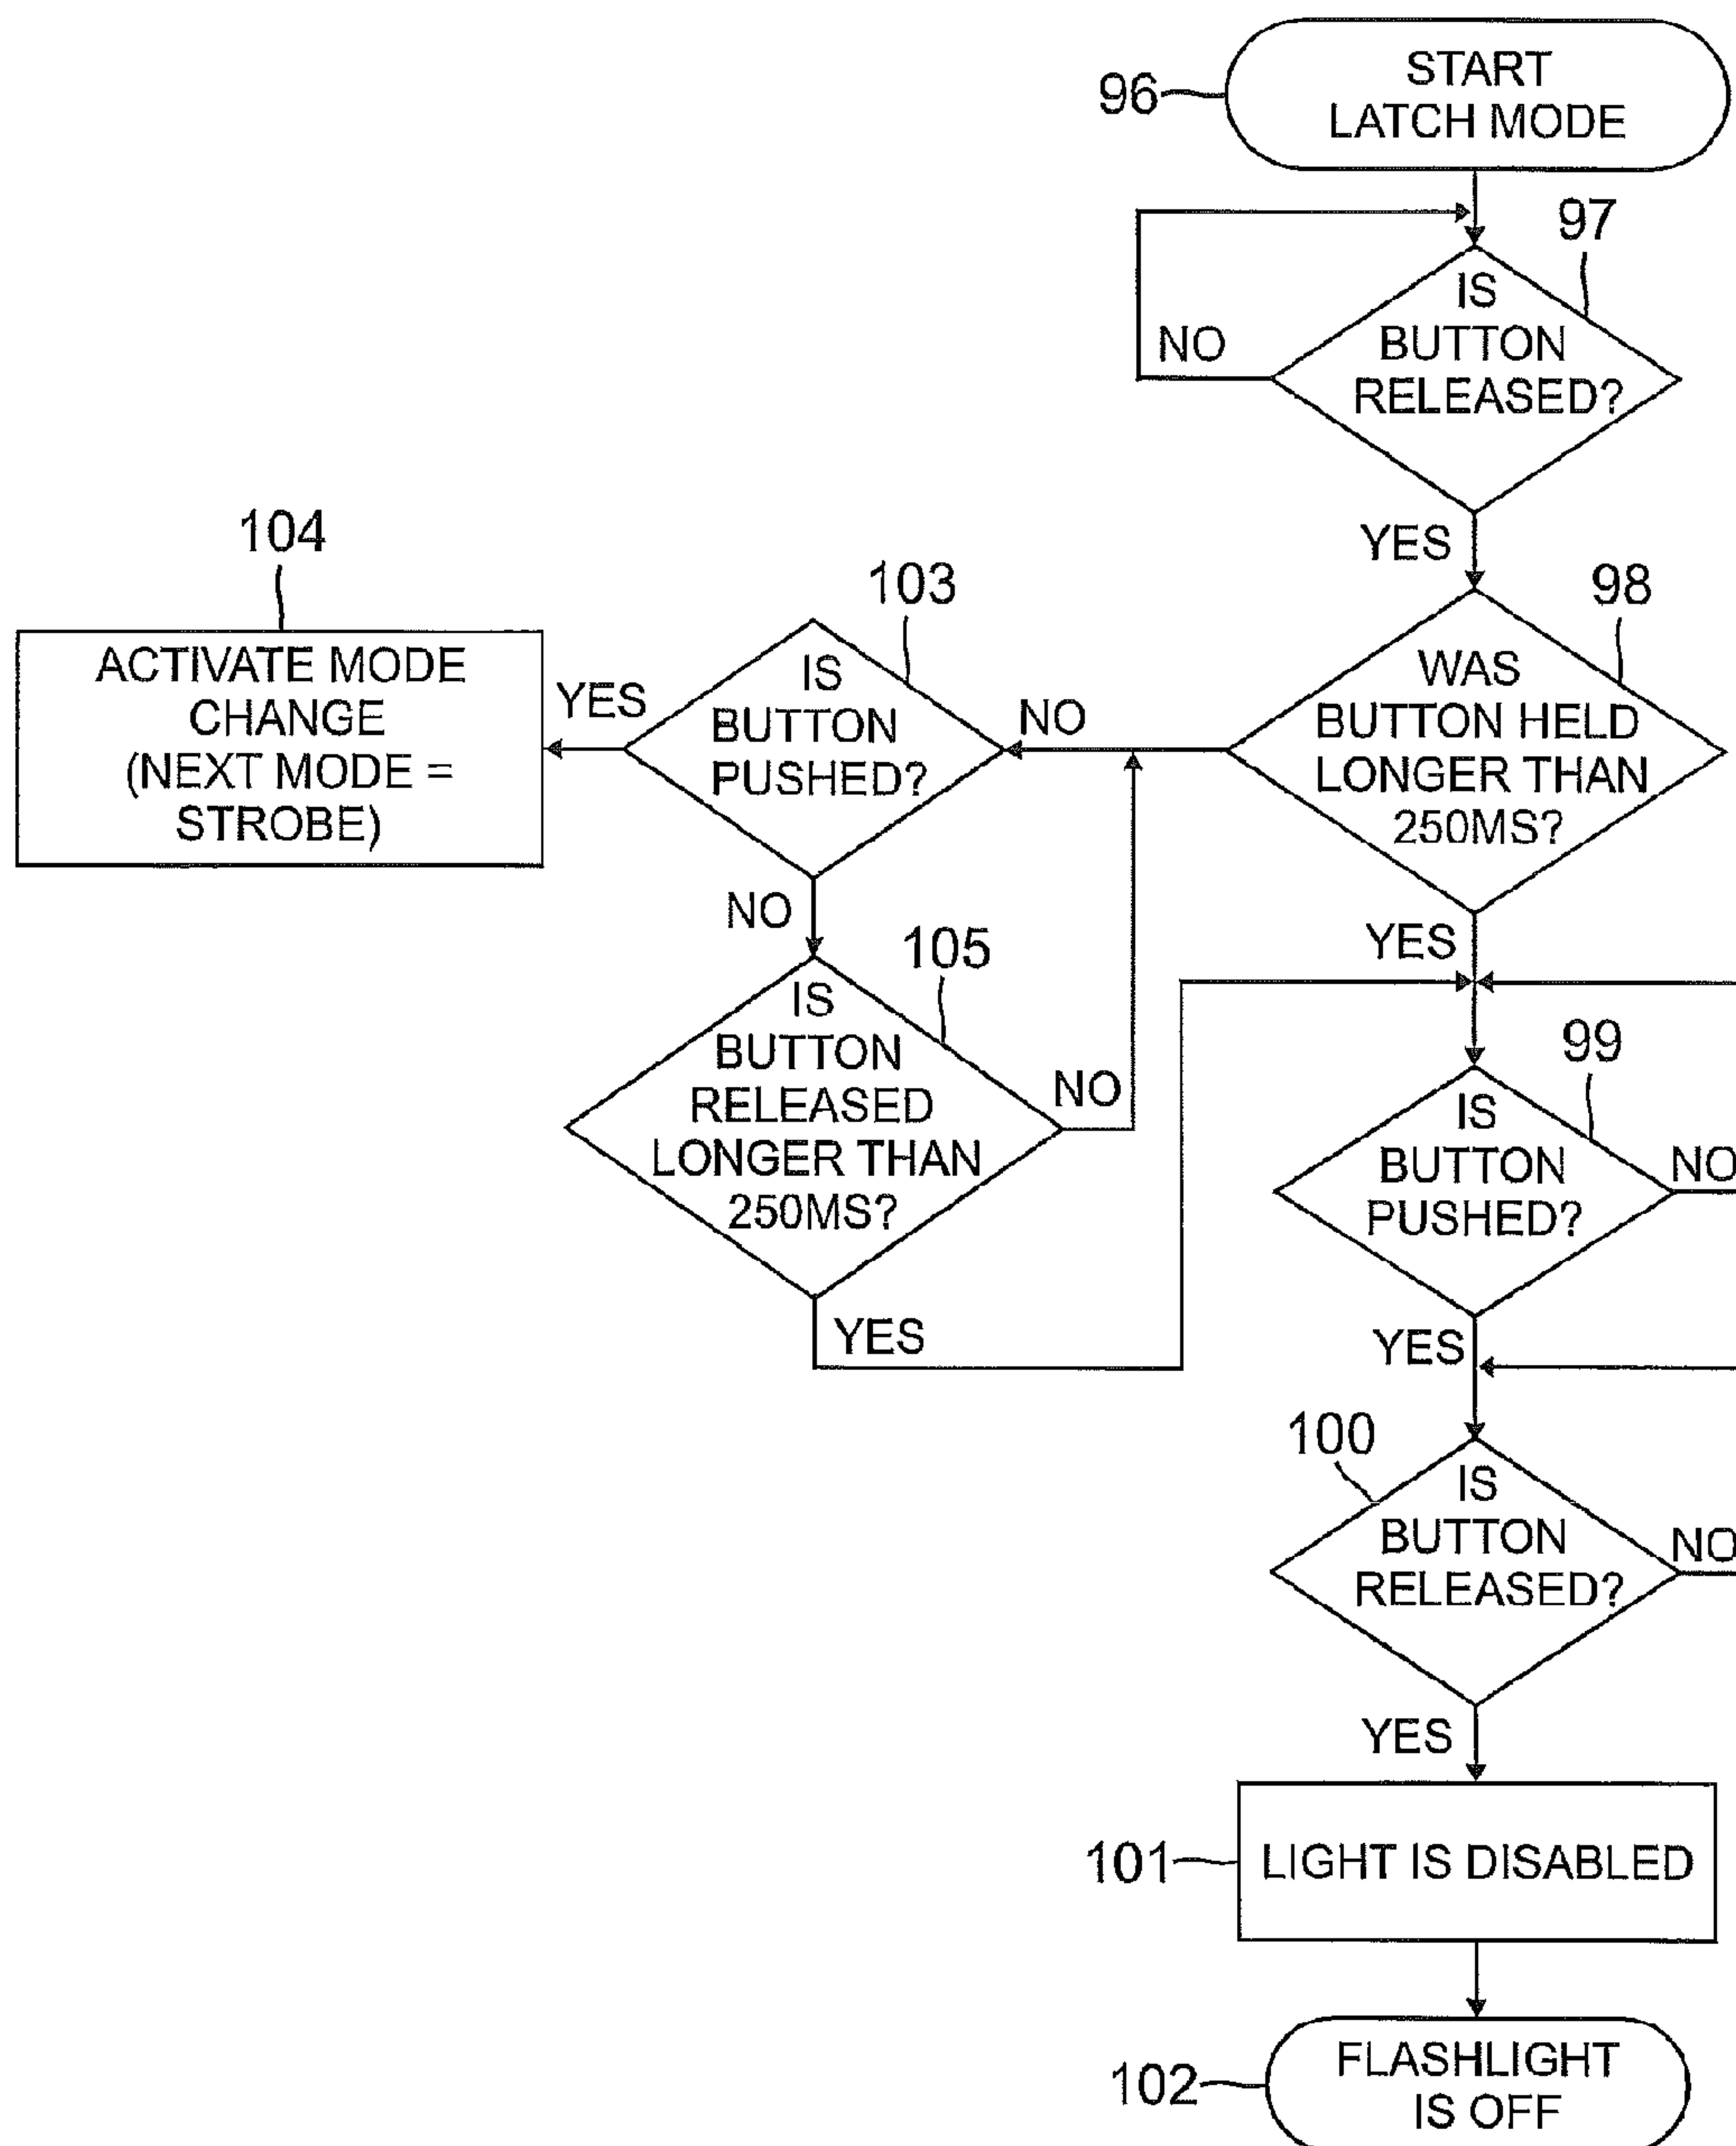 96
START
LATCH MODE
97
IS
BUTTON
RELEASED?
NO
YES
98
WAS
BUTTON HELD
LONGER THAN
250MS?
NO
YES
103
IS
BUTTON
PUSHED?
YES
NO
104
ACTIVATE MODE
CHANGE
(NEXT MODE =
STROBE)
105
IS
BUTTON
RELEASED
LONGER THAN
250MS?
NO
YES
99
IS
BUTTON
PUSHED?
NO
YES
100
IS
BUTTON
RELEASED?
NO
YES
101
LIGHT IS DISABLED
102
FLASHLIGHT
IS OFF